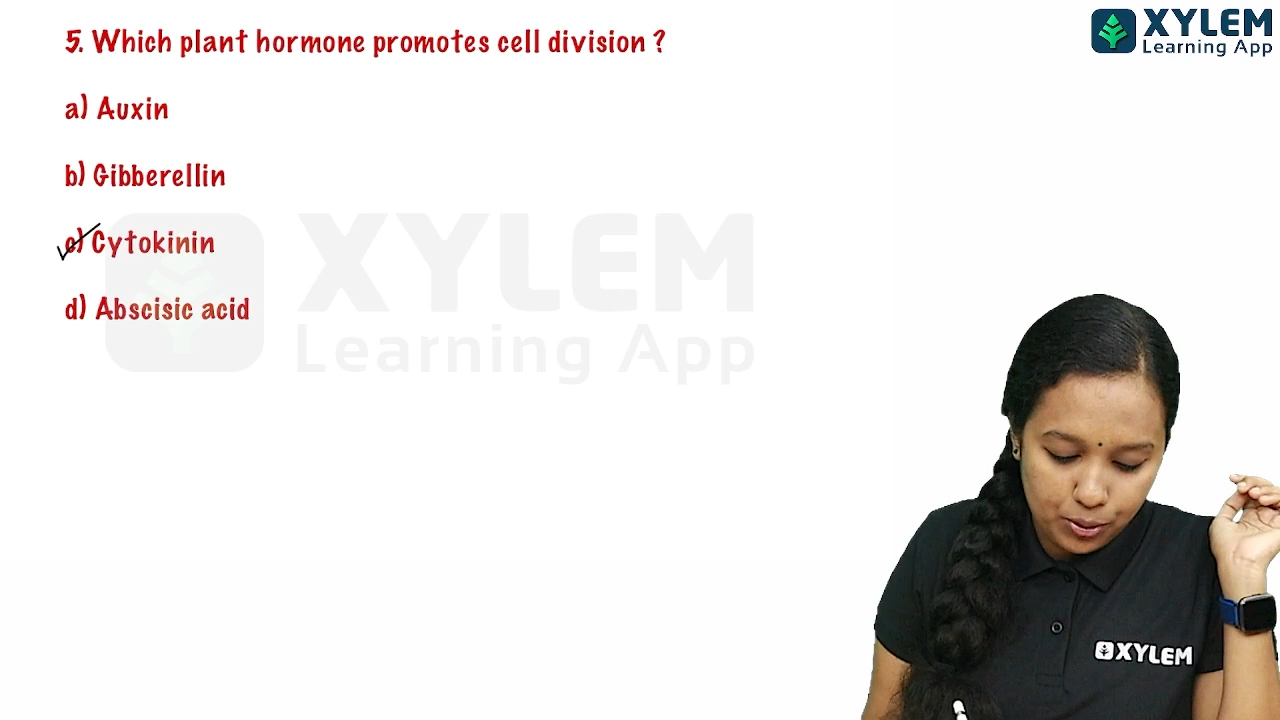 5. Which plant hormone promotes cell division ?
a) Auxin
b) Gibberellin
c) Cytokinin
d) Abscisic acid
XYLEM
Learning App
XYLEM
Learning App
XYLEM